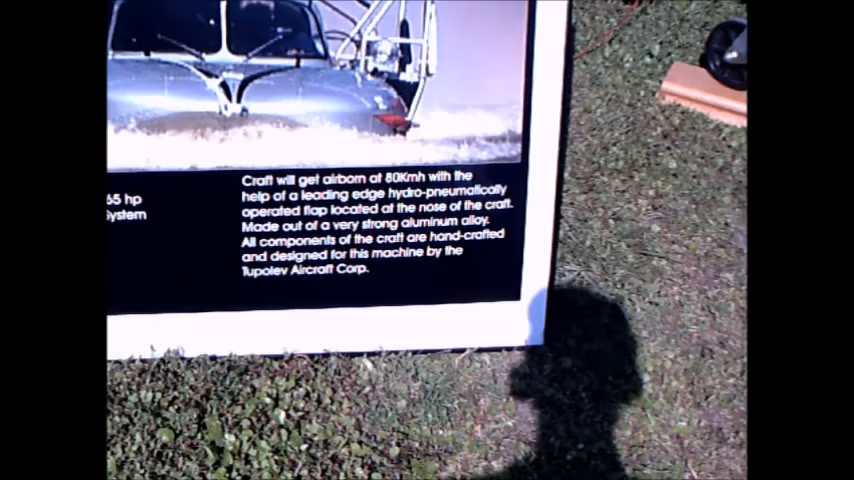 65 hp
System
Craft will get airborn at 80Kmh with the
help of a leading edge hydro-pneumatically
operated flap located at the nose of the craft.
Made out of a very strong aluminum alloy.
All components of the craft are hand-crafted
and designed for this machine by the
Tupolev Aircraft Corp.